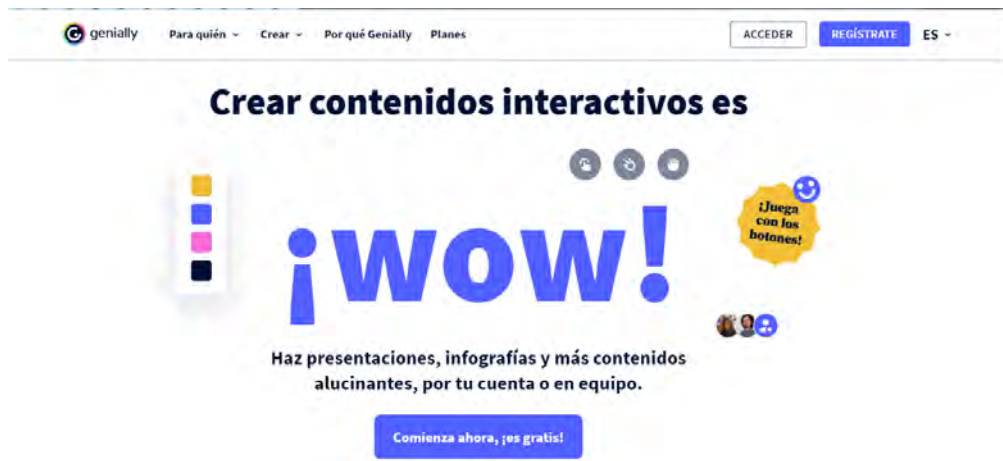 genially
Para quién
Crear
Por qué Genially
Planes
ACCEDER
REGÍSTRATE
ES
Crear contenidos interactivos es
¡Juega
con los
botones!
¡WOW!
Haz presentaciones, infografías y más contenidos
alucinantes, por tu cuenta o en equipo.
Comienza ahora, ¡es gratis!